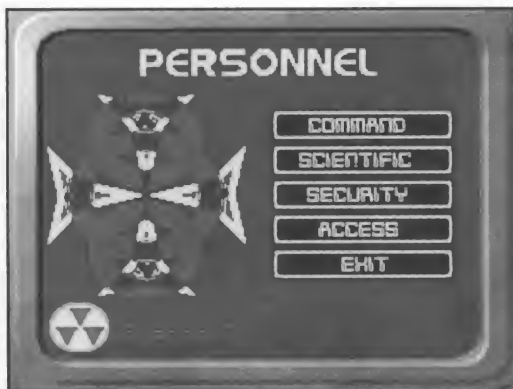 PERSONNEL
COMMAND
SCIENTIFIC
SECURITY
ACCESS
EXIT